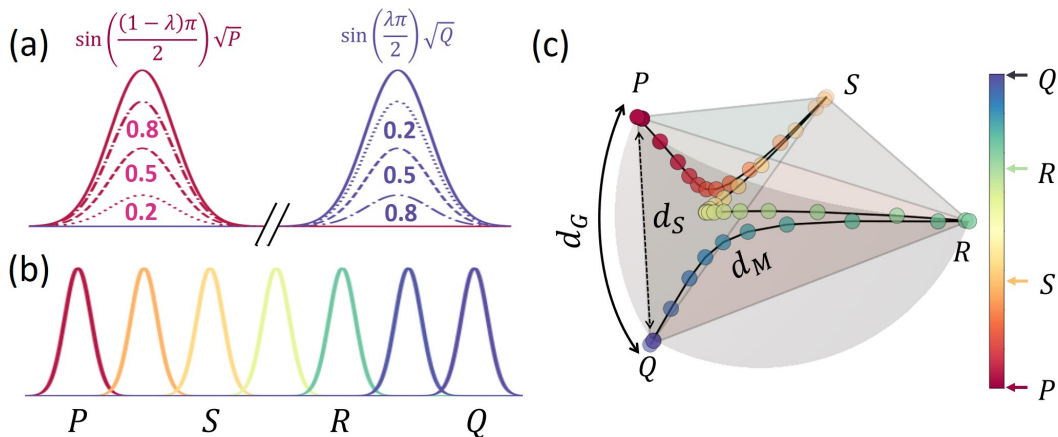 (a)
sin((1 − λ)π/2)√P
sin(λπ/2)√Q
0.8
0.5
0.2
0.2
0.5
0.8
(b)
P S R Q
(c)
P S
d_G
d_S
d_M
R
Q
Q
R
S
P